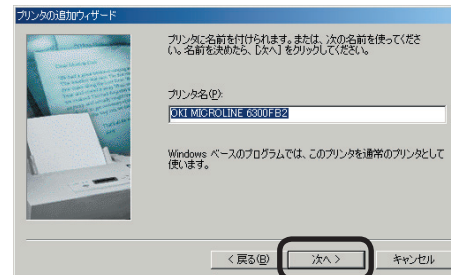 プリンタの追加ウィザード
プリンタに名前を付けられます。または、次の名前を使ってくださ
い。名前を決めたら、[次へ] をクリックしてください。
プリンタ名(P):
OKI MICROLINE 6300FB2
Windows ベースのプログラムでは、このプリンタを通常のプリンタとして
使います。
< 戻る(B)
次へ >
キャンセル